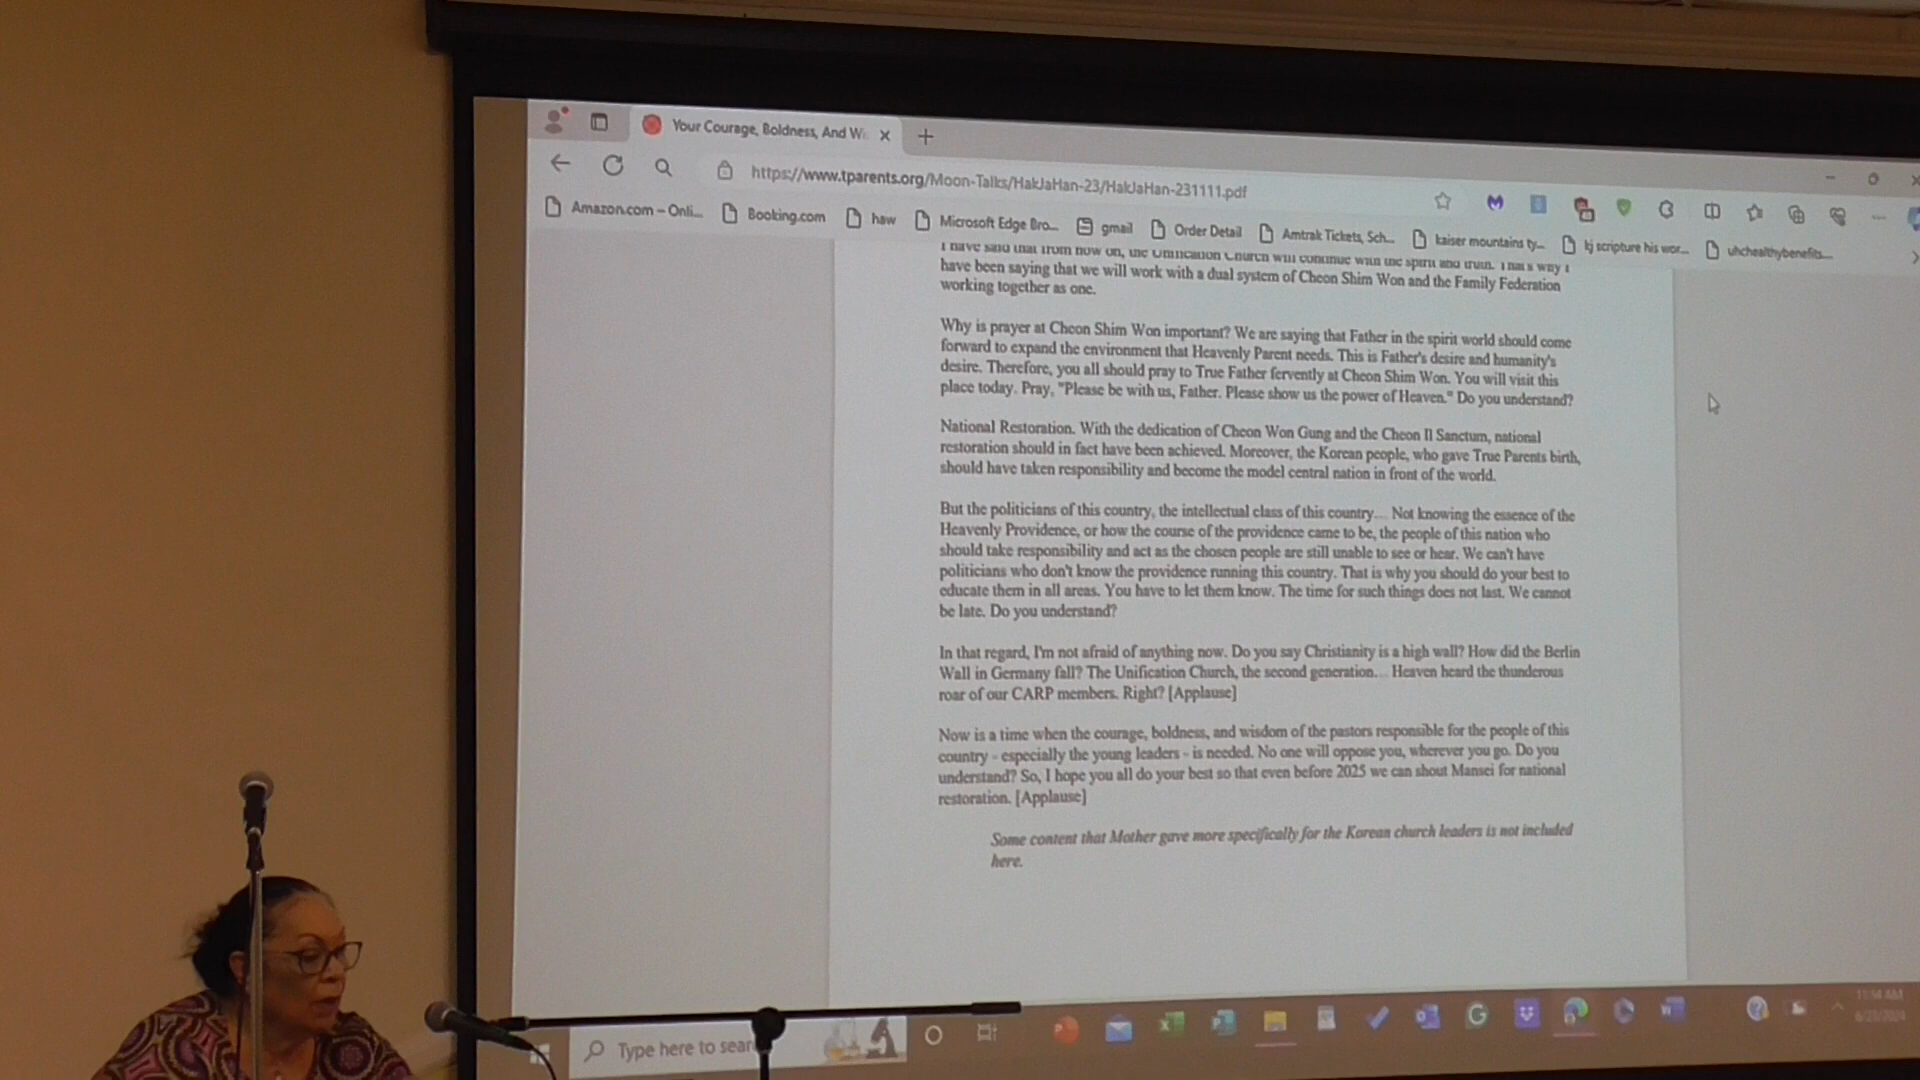 Your Courage, Boldness, And Wi
https://www.tparents.org/Moon-Talks/HakJaHan-23/HakJaHan-231111.pdf
Amazon.com – Onli... Booking.com haw Microsoft Edge Bro... gmail Order Detail Amtrak Tickets, Sch... kaiser mountains ty... kj scripture his wor... uhchealthybenefits....
I have said that from now on, the Unification Church will continue with the spirit and truth. That's why I
have been saying that we will work with a dual system of Cheon Shim Won and the Family Federation
working together as one.
Why is prayer at Cheon Shim Won important? We are saying that Father in the spirit world should come
forward to expand the environment that Heavenly Parent needs. This is Father's desire and humanity's
desire. Therefore, you all should pray to True Father fervently at Cheon Shim Won. You will visit this
place today. Pray, "Please be with us, Father. Please show us the power of Heaven." Do you understand?
National Restoration. With the dedication of Cheon Won Gung and the Cheon Il Sanctum, national
restoration should in fact have been achieved. Moreover, the Korean people, who gave True Parents birth,
should have taken responsibility and become the model central nation in front of the world.
But the politicians of this country, the intellectual class of this country... Not knowing the essence of the
Heavenly Providence, or how the course of the providence came to be, the people of this nation who
should take responsibility and act as the chosen people are still unable to see or hear. We can't have
politicians who don't know the providence running this country. That is why you should do your best to
educate them in all areas. You have to let them know. The time for such things does not last. We cannot
be late. Do you understand?
In that regard, I'm not afraid of anything now. Do you say Christianity is a high wall? How did the Berlin
Wall in Germany fall? The Unification Church, the second generation... Heaven heard the thunderous
roar of our CARP members. Right? [Applause]
Now is a time when the courage, boldness, and wisdom of the pastors responsible for the people of this
country - especially the young leaders - is needed. No one will oppose you, wherever you go. Do you
understand? So, I hope you all do your best so that even before 2025 we can shout Mansei for national
restoration. [Applause]
Some content that Mother gave more specifically for the Korean church leaders is not included
here.
Type here to sear